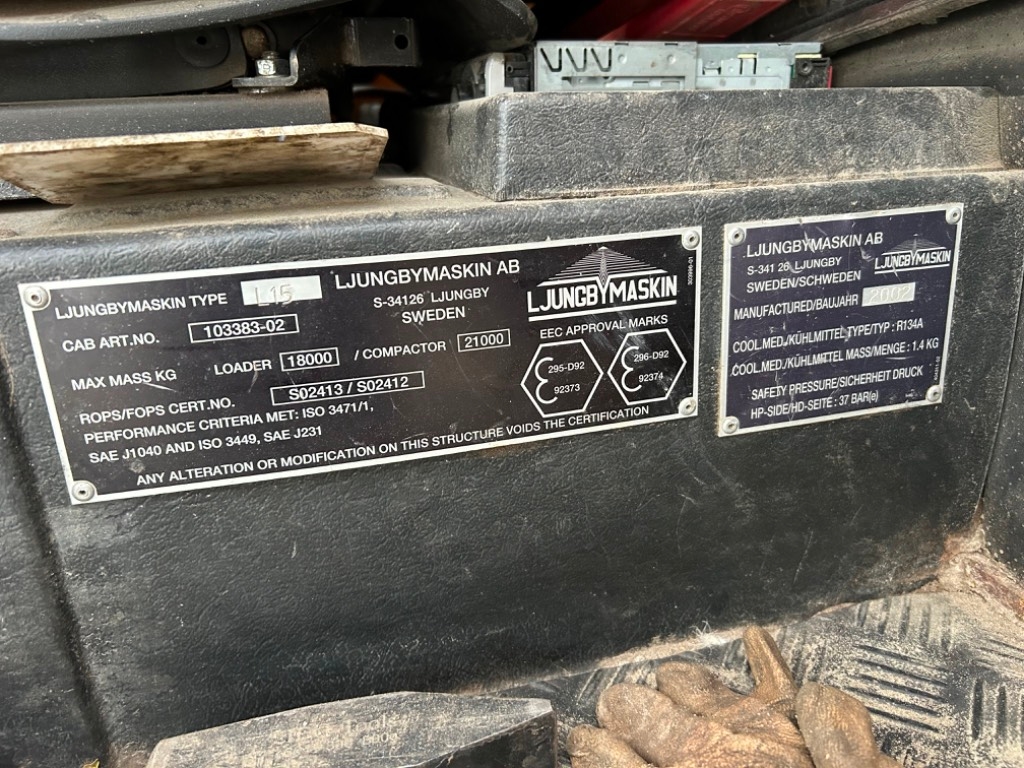 LJUNGBYMASKIN TYPE L15
LJUNGBYMASKIN AB
S-34126 LJUNGBY
SWEDEN
CAB ART.NO. 103383-02
MAX MASS KG LOADER 18000 / COMPACTOR 21000
ROPS/FOPS CERT.NO. S02413 / S02412
PERFORMANCE CRITERIA MET: ISO 3471/1,
SAE J1040 AND ISO 3449, SAE J231
ANY ALTERATION OR MODIFICATION ON THIS STRUCTURE VOIDS THE CERTIFICATION
LJUNGBYMASKIN
EEC APPROVAL MARKS
295-D92
92373
296-D92
92374
LJUNGBYMASKIN AB
S-341 26 LJUNGBY
SWEDEN/SCHWEDEN
LJUNGBYMASKIN
MANUFACTURED/BAUJAHR 2002
COOL.MED./KÜHLMITTEL TYPE/TYP : R134A
COOL.MED./KÜHLMITTEL MASS/MENGE : 1.4 KG
SAFETY PRESSURE/SICHERHEIT DRUCK
HP-SIDE/HD-SEITE : 37 BAR(e)